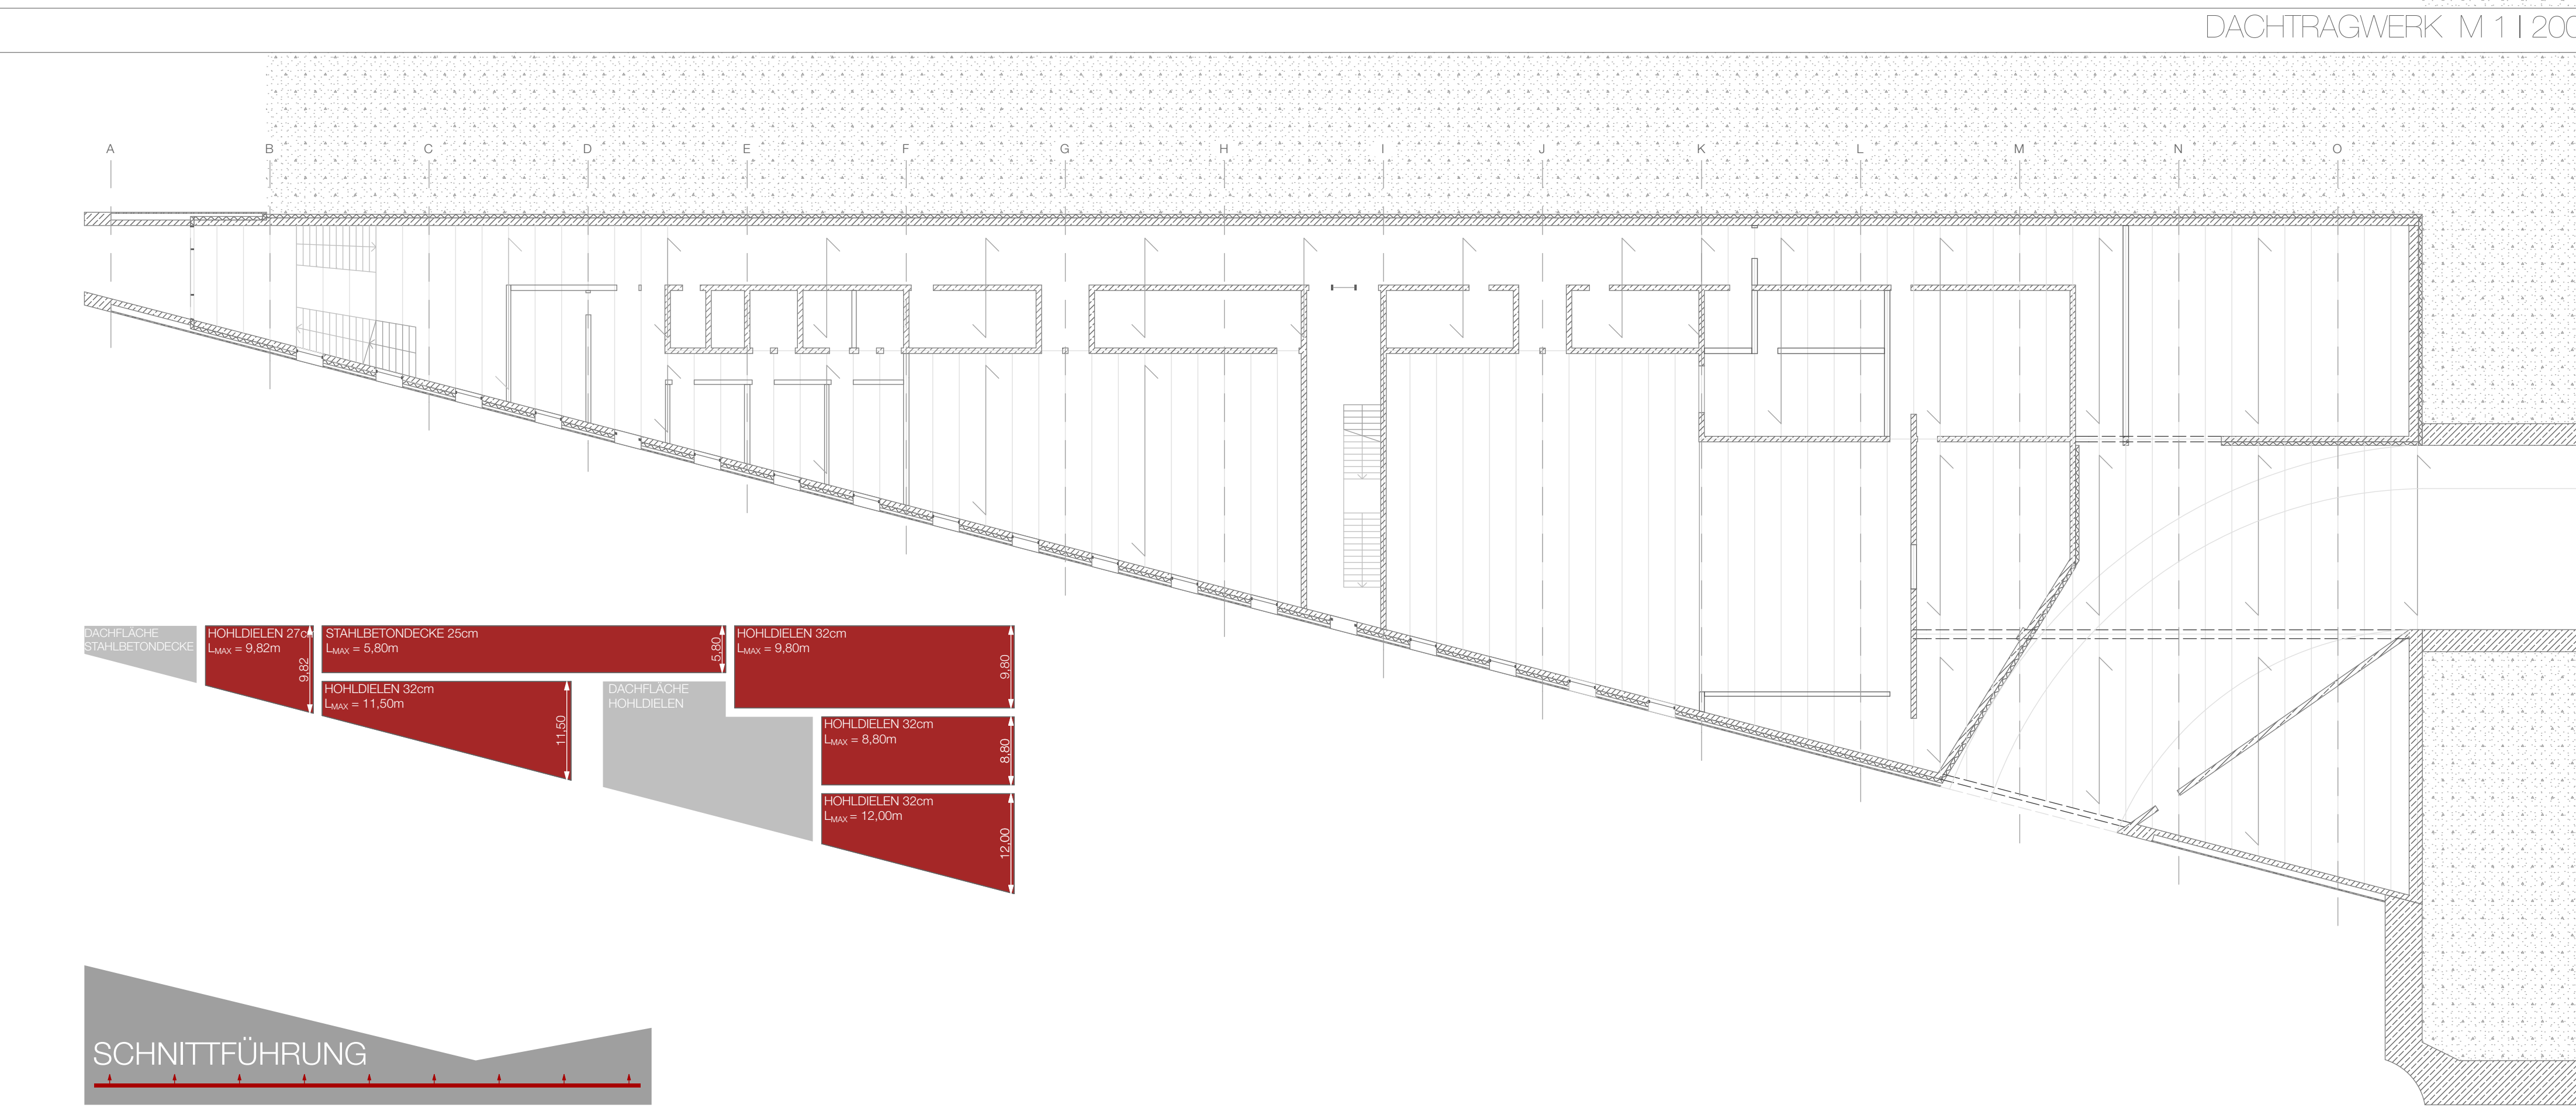 DACHTRAGWERK M 1 | 200
A B C D E F G H I J K L M N O
DACHFLÄCHE
STAHLBETONDECKE
HOHLDIELEN 27cm
LMAX = 9,82m
9,82
STAHLBETONDECKE 25cm
LMAX = 5,80m
5,80
HOHLDIELEN 32cm
LMAX = 9,80m
9,80
HOHLDIELEN 32cm
LMAX = 11,50m
11,50
DACHFLÄCHE
HOHLDIELEN
HOHLDIELEN 32cm
LMAX = 8,80m
8,80
HOHLDIELEN 32cm
LMAX = 12,00m
12,00
SCHNITTFÜHRUNG